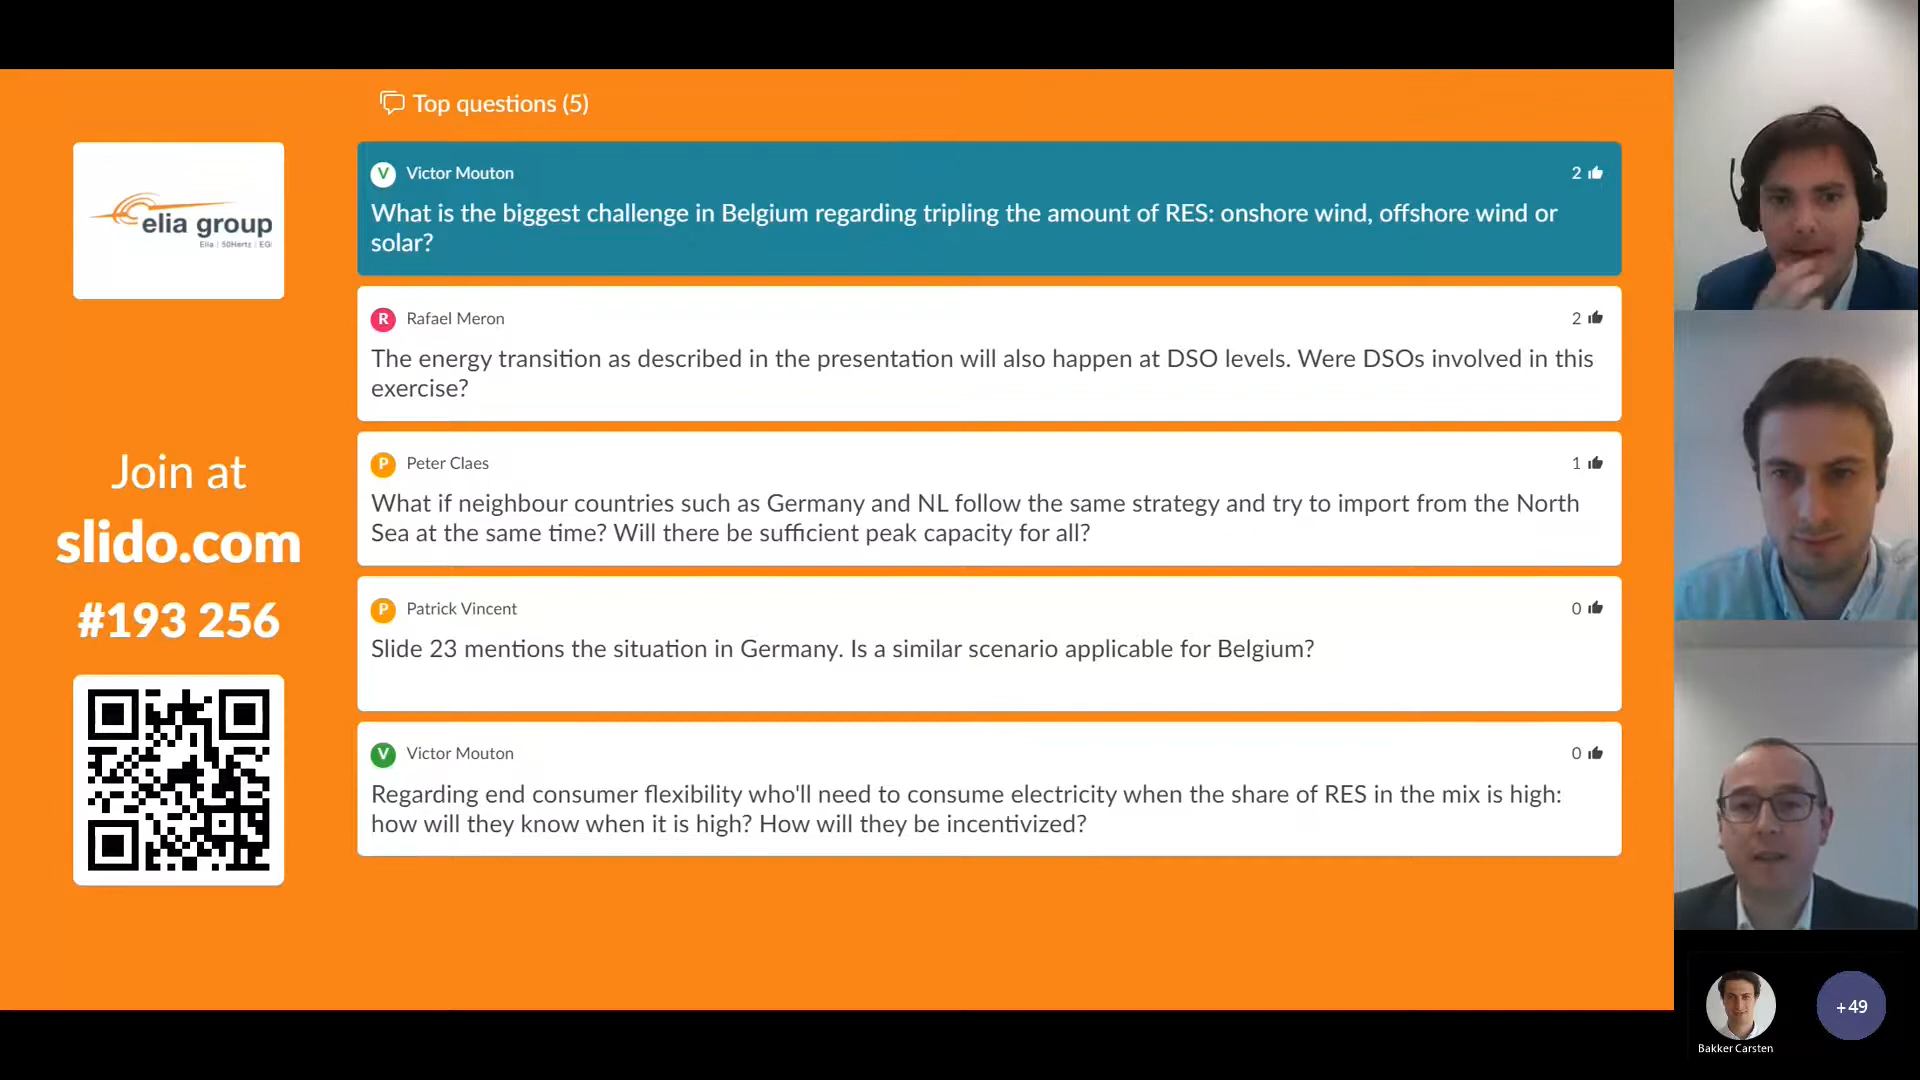 Top questions (5)
elia group
Elia | 50Hertz | EGI
Join at
slido.com
#193 256
V Victor Mouton 2
What is the biggest challenge in Belgium regarding tripling the amount of RES: onshore wind, offshore wind or
solar?
R Rafael Meron 2
The energy transition as described in the presentation will also happen at DSO levels. Were DSOs involved in this
exercise?
P Peter Claes 1
What if neighbour countries such as Germany and NL follow the same strategy and try to import from the North
Sea at the same time? Will there be sufficient peak capacity for all?
P Patrick Vincent 0
Slide 23 mentions the situation in Germany. Is a similar scenario applicable for Belgium?
V Victor Mouton 0
Regarding end consumer flexibility who'll need to consume electricity when the share of RES in the mix is high:
how will they know when it is high? How will they be incentivized?
+49
Bakker Carsten